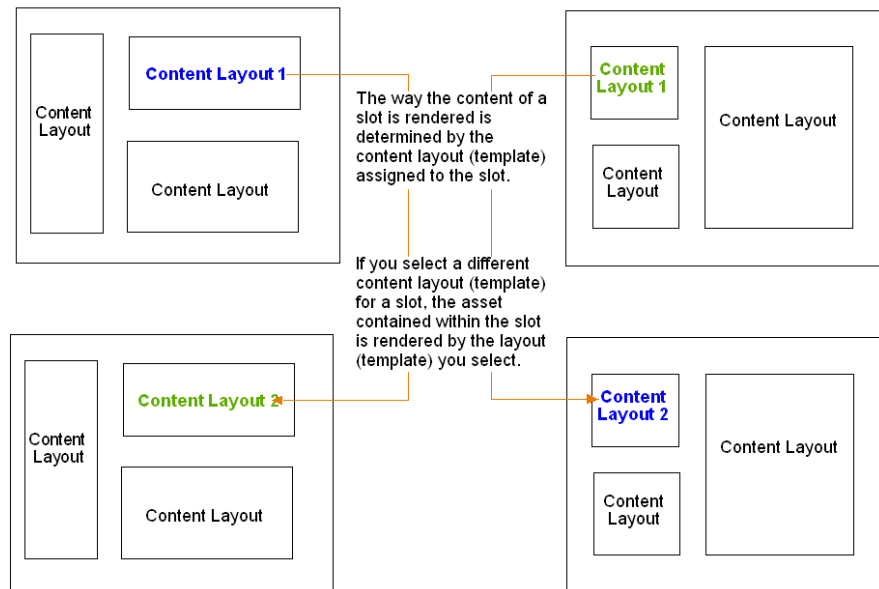 Content Layout 1
Content
Layout
Content Layout
The way the content of a
slot is rendered is
determined by the
content layout (template)
assigned to the slot.
Content
Layout 1
Content Layout
Content
Layout
If you select a different
content layout (template)
for a slot, the asset
contained within the slot
is rendered by the layout
(template) you select.
Content Layout 2
Content
Layout
Content Layout
Content
Layout 2
Content Layout
Content
Layout